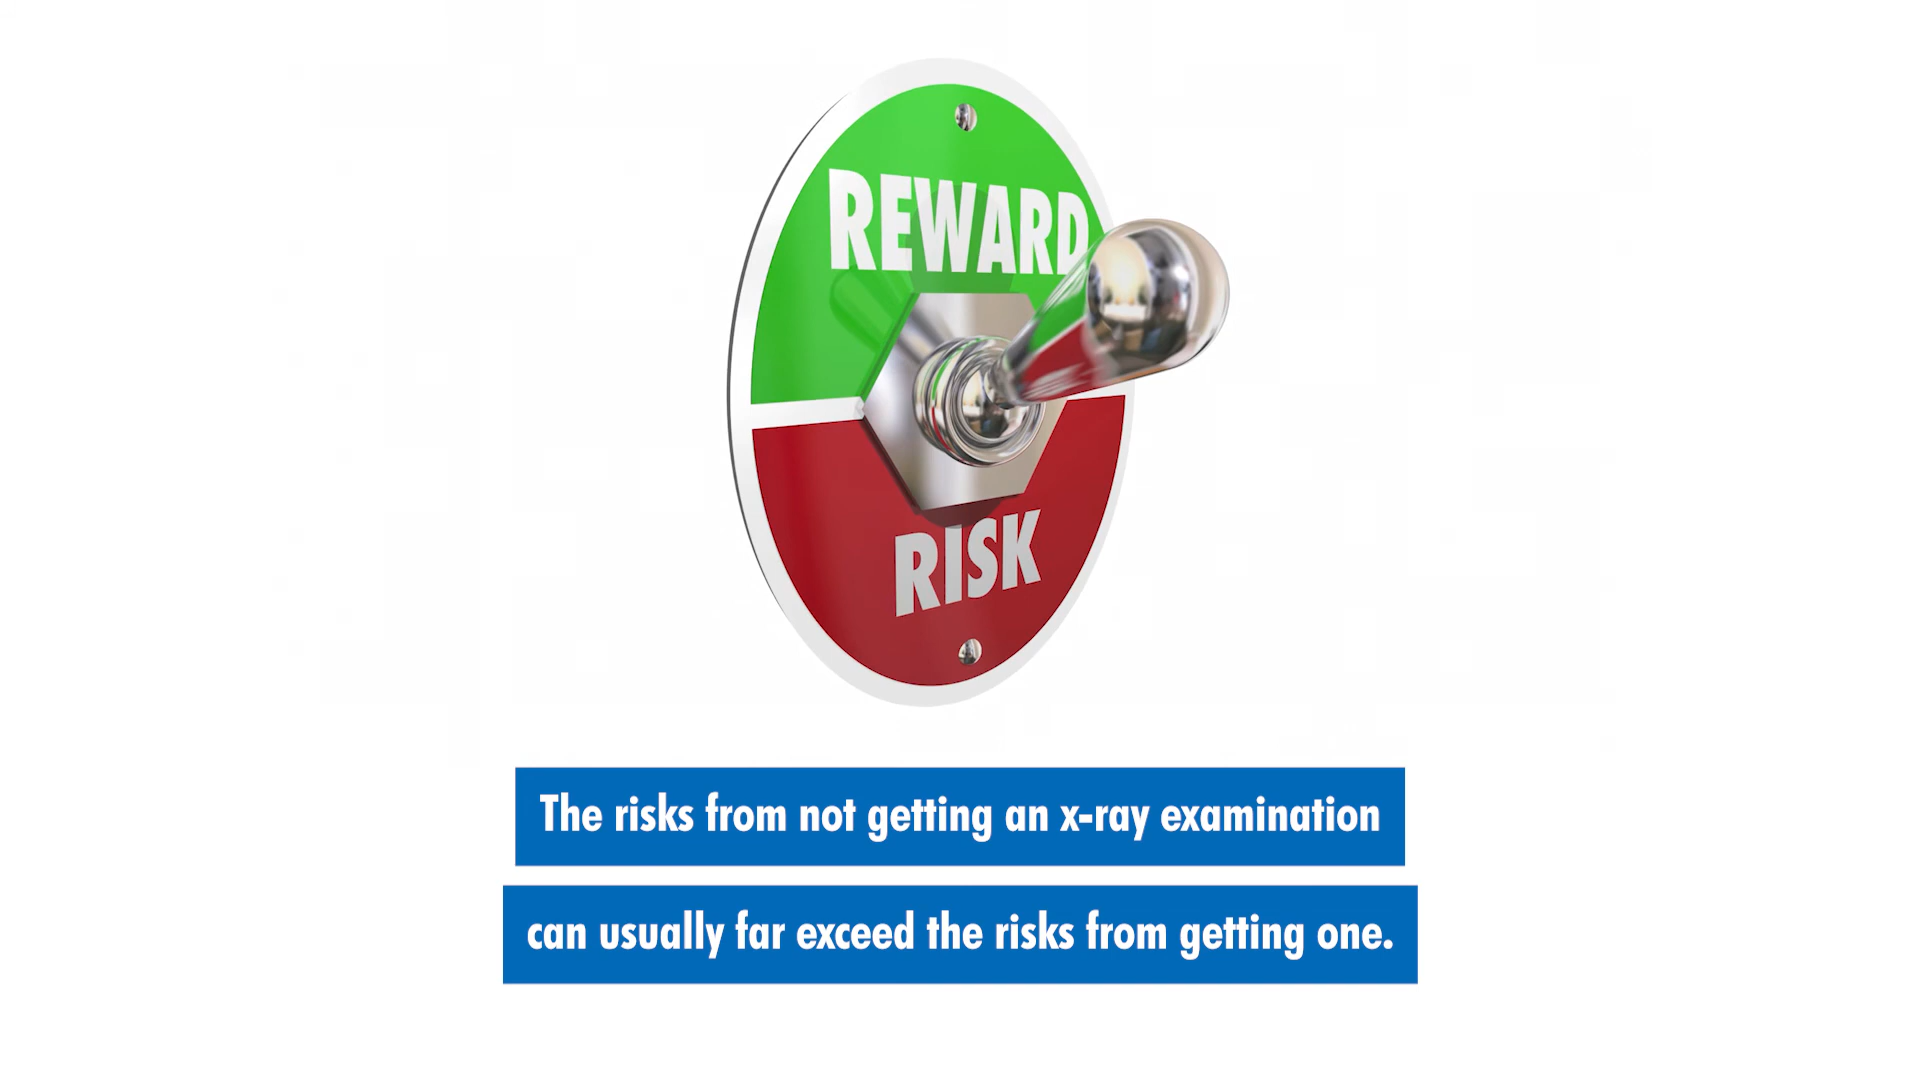 REWARD
RISK
The risks from not getting an x-ray examination
can usually far exceed the risks from getting one.